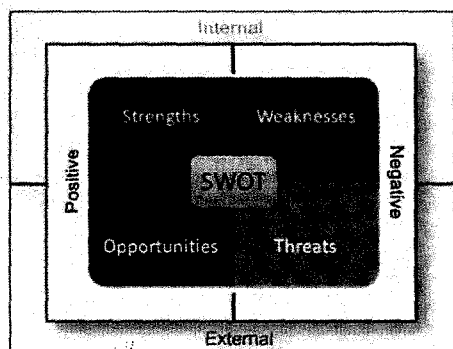 Internal
Strengths Weaknesses
Positive
SWOT
Negative
Opportunities Threats
External